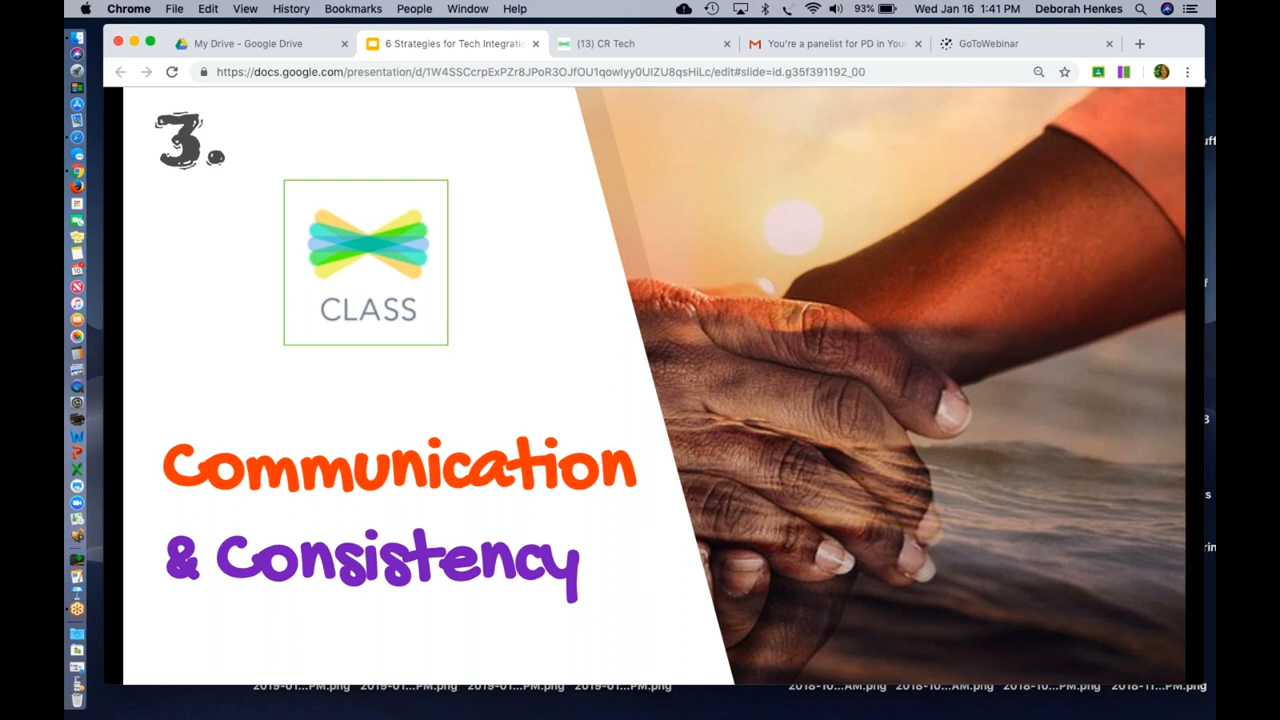 Chrome File Edit View History Bookmarks People Window Help 93% Wed Jan 16 1:41 PM Deborah Henkes
My Drive - Google Drive 6 Strategies for Tech Integratio (13) CR Tech You're a panelist for PD in Your GoToWebinar
https://docs.google.com/presentation/d/1W4SSCcrpExPZr8JPoR3OJfOU1qowIyy0UIZU8qsHiLc/edit#slide=id.g35f391192_00
3.
CLASS
Communication
& Consistency
2019-01...PM.png 2019-01...PM.png 2019-01...PM.png 2019-01...PM.png 2018-10...AM.png 2018-10...AM.png 2018-10...PM.png 2018-11...PM.png